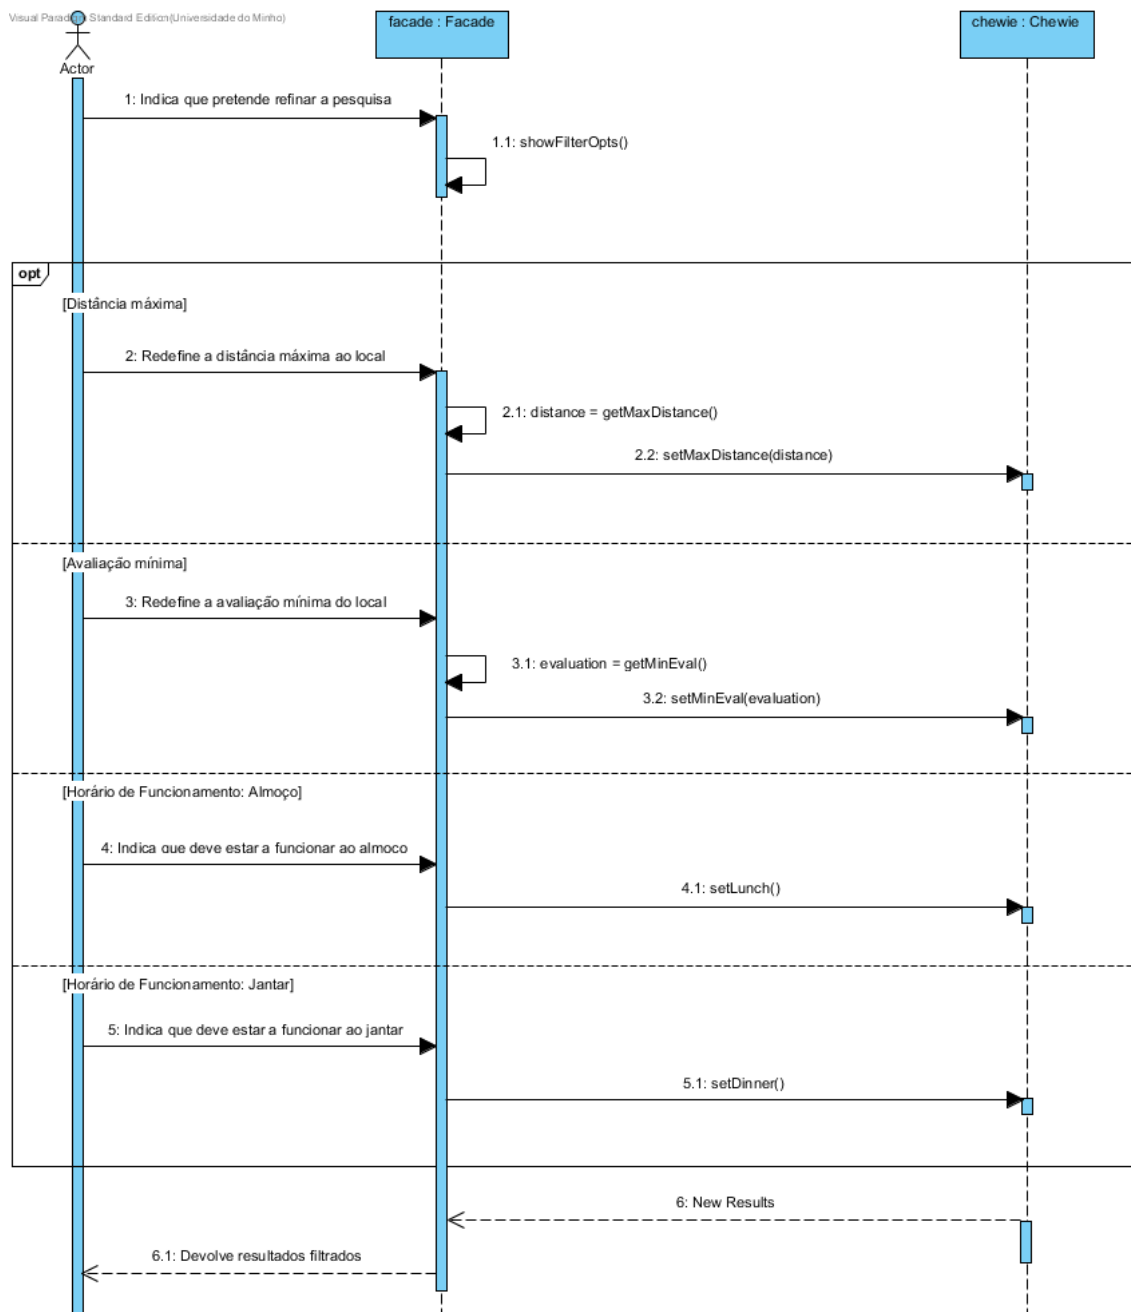 Visual Paradigm Standard Edition(Universidade do Minho)
facade : Facade
chewie : Chewie
Actor
1: Indica que pretende refinar a pesquisa
1.1: showFilterOpts()
opt
[Distância máxima]
2: Redefine a distância máxima ao local
2.1: distance = getMaxDistance()
2.2: setMaxDistance(distance)
[Avaliação mínima]
3: Redefine a avaliação mínima do local
3.1: evaluation = getMinEval()
3.2: setMinEval(evaluation)
[Horário de Funcionamento: Almoço]
4: Indica que deve estar a funcionar ao almoco
4.1: setLunch()
[Horário de Funcionamento: Jantar]
5: Indica que deve estar a funcionar ao jantar
5.1: setDinner()
6: New Results
6.1: Devolve resultados filtrados